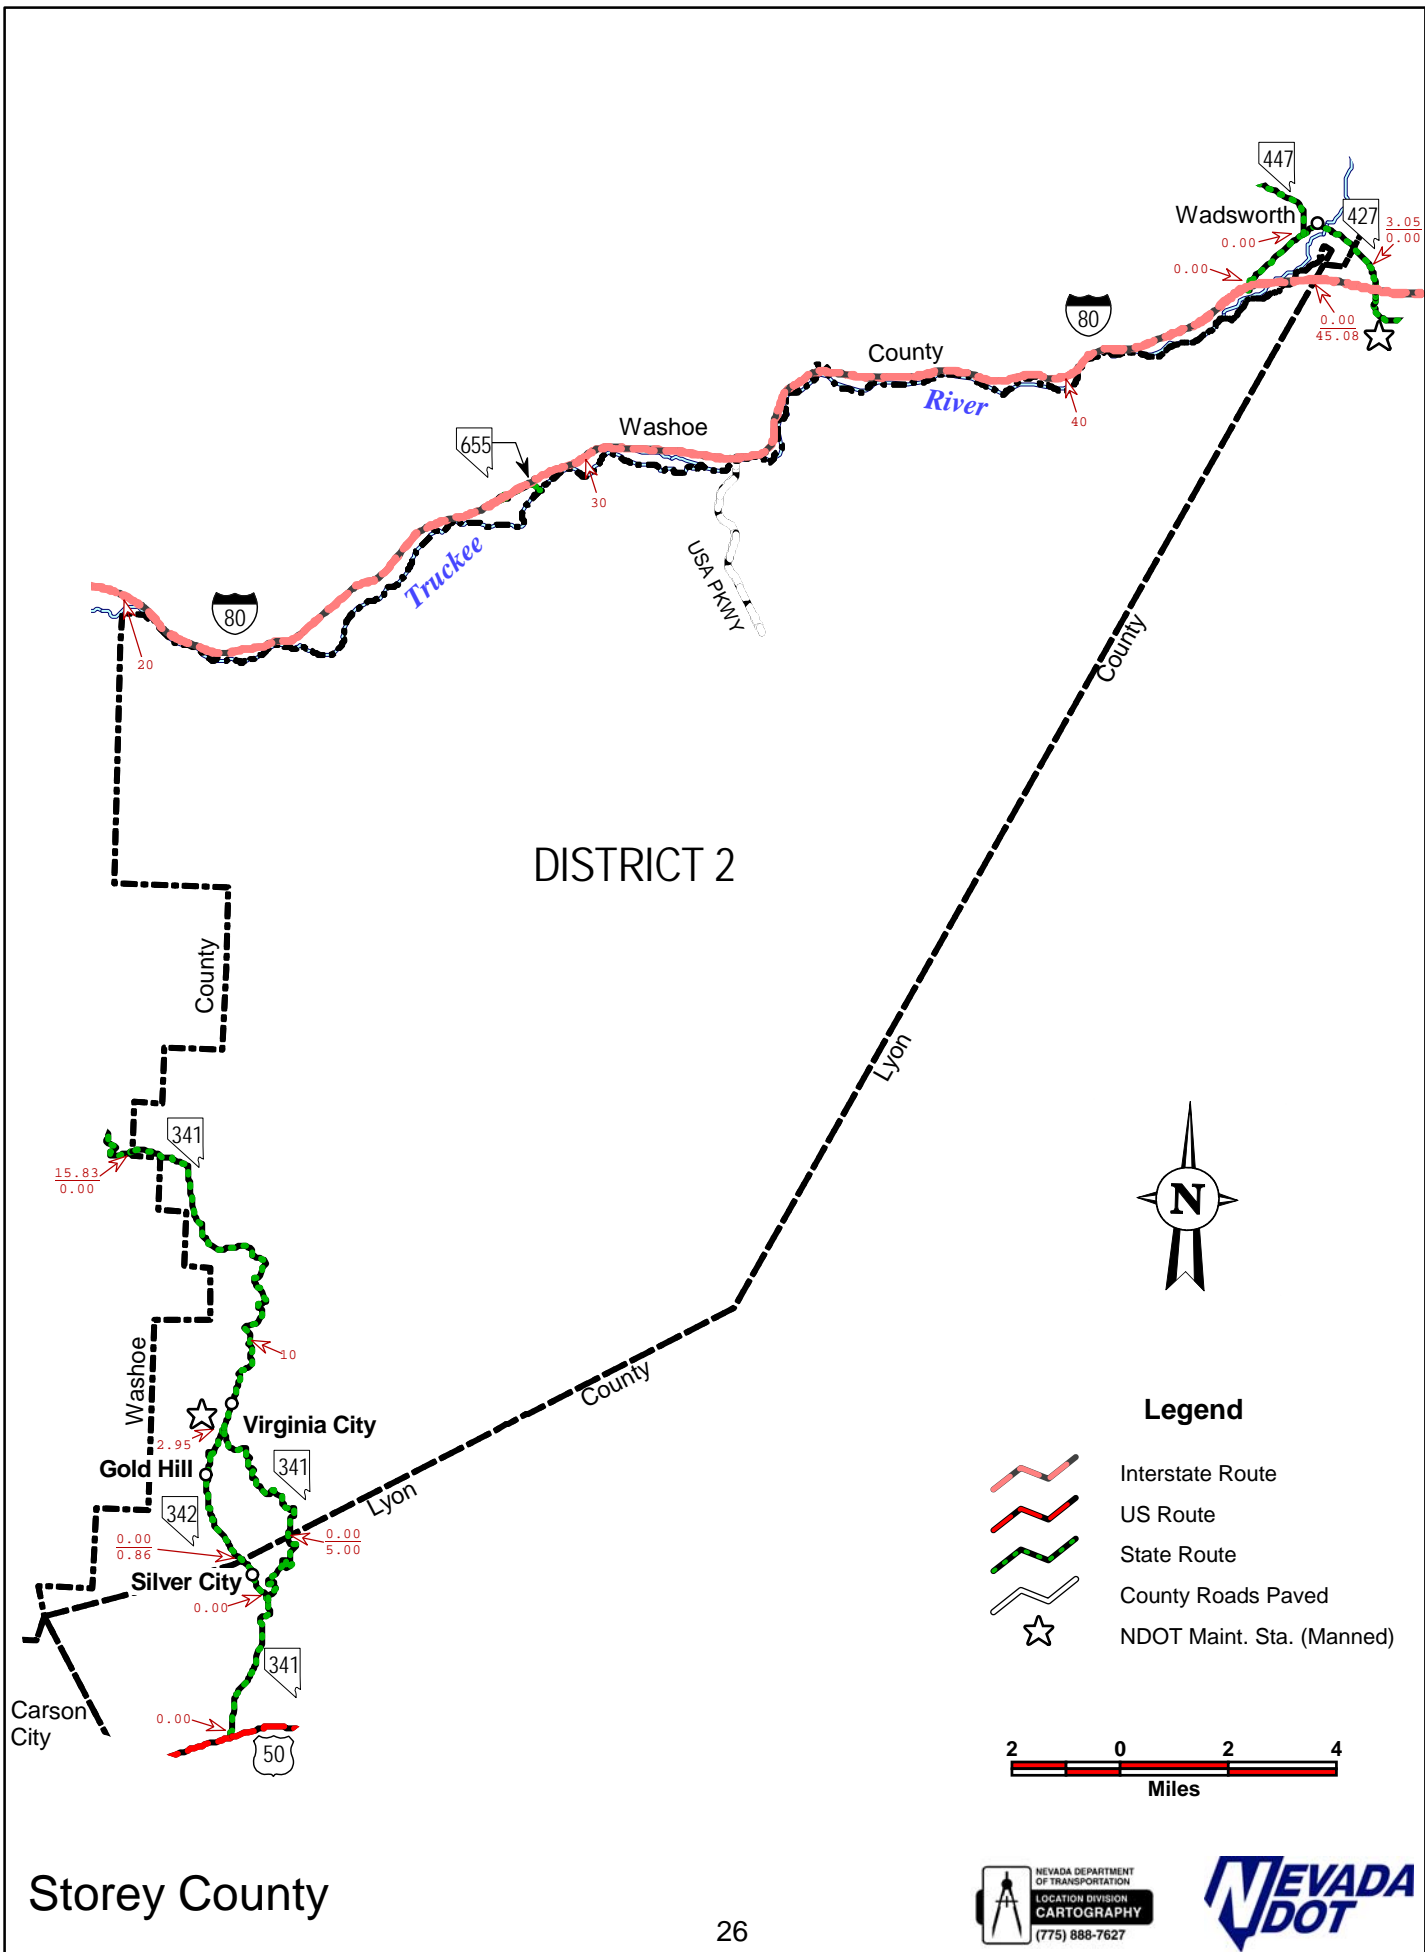 447
Wadsworth
427
3.05
0.00
0.00
0.00
80
0.00
45.08
County
River
40
Washoe
655
30
Truckee
USA PKWY
80
20
County
DISTRICT 2
County
Lyon
341
15.83
0.00
N
10
Washoe
County
Virginia City
2.95
Gold Hill
341
Lyon
342
0.00
0.86
0.00
5.00
Silver City
0.00
341
Carson
City
0.00
50
Legend
Interstate Route
US Route
State Route
County Roads Paved
NDOT Maint. Sta. (Manned)
2 0 2 4
Miles
Storey County
26
NEVADA DEPARTMENT
OF TRANSPORTATION
LOCATION DIVISION
CARTOGRAPHY
(775) 888-7627
NEVADA
DOT